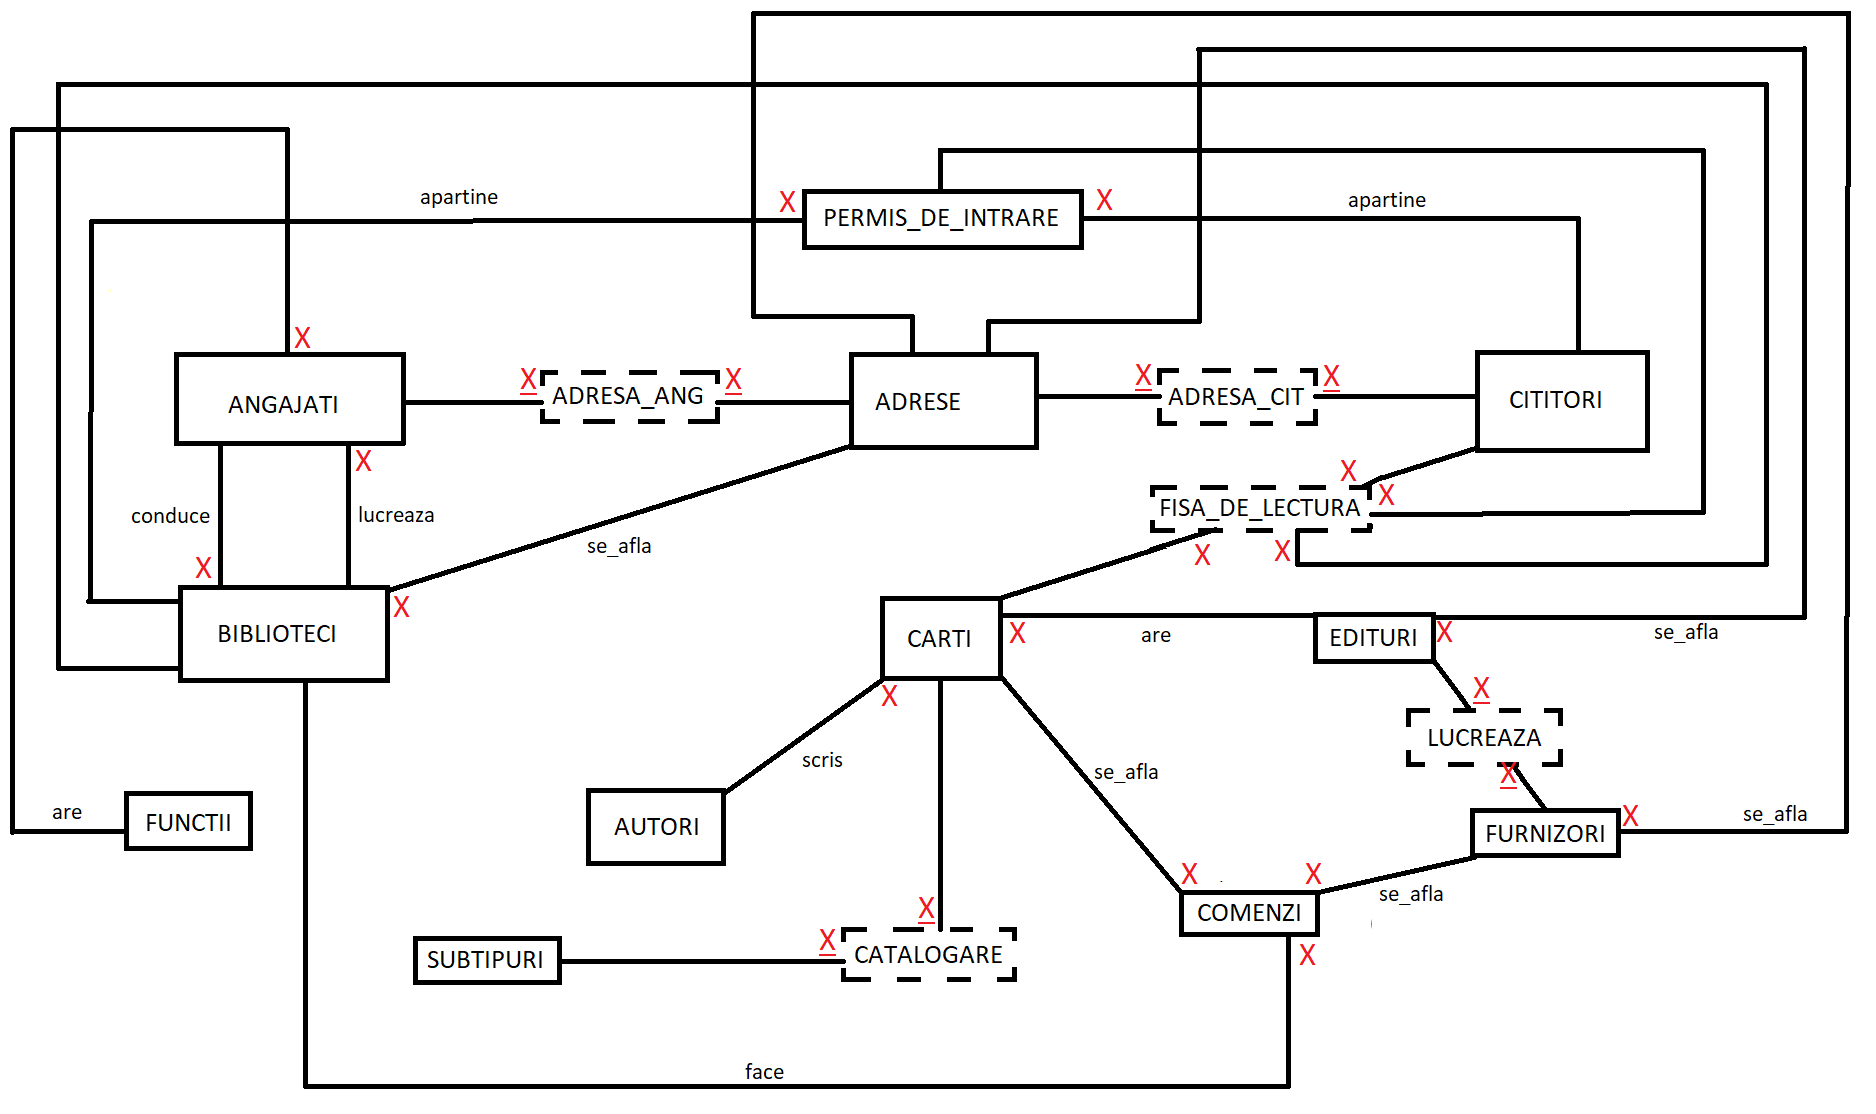 apartine
X
PERMIS_DE_INTRARE
X
apartine
X
ANGAJATI
X
ADRESA_ANG
X
ADRESE
X
ADRESA_CIT
X
CITITORI
X
X
X
FISA_DE_LECTURA
X
X
conduce
lucreaza
se_afla
X
BIBLIOTECI
X
CARTI
X
are
EDITURI
X
se_afla
X
X
LUCREAZA
X
scris
se_afla
are
FUNCTII
AUTORI
FURNIZORI
X
se_afla
X
X
se_afla
COMENZI
X
X
X
SUBTIPURI
CATALOGARE
face